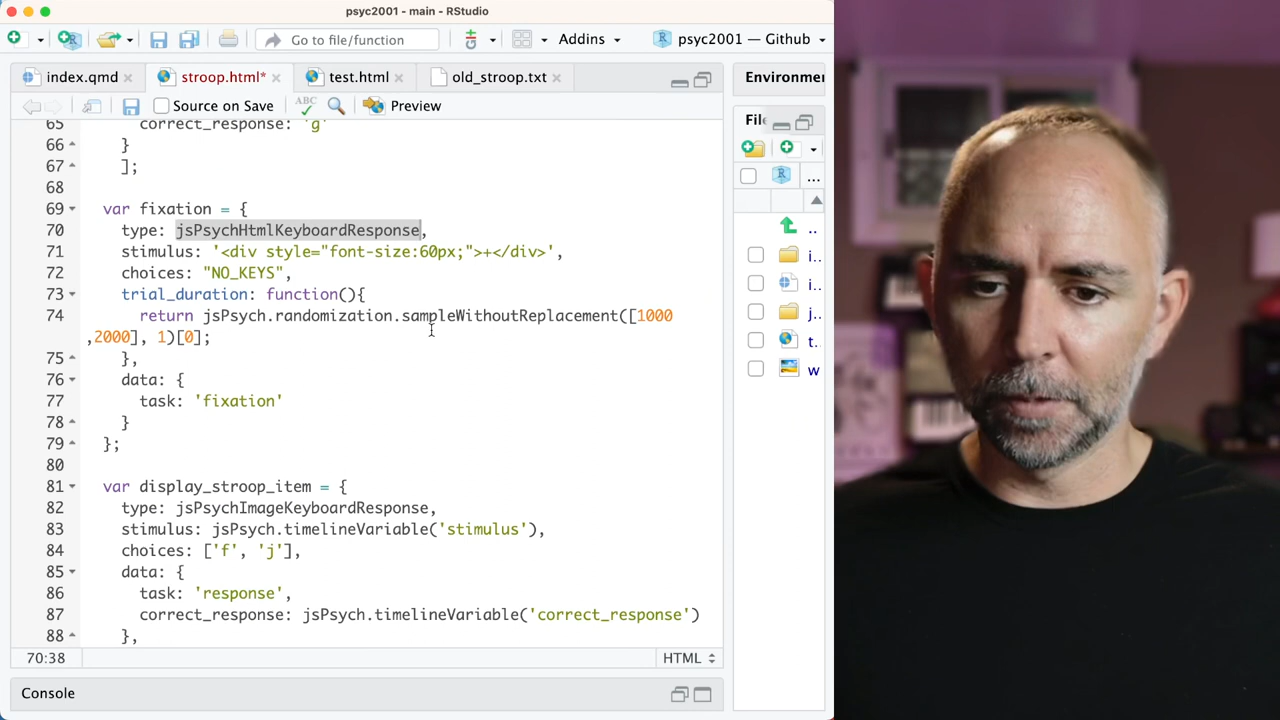 psyc2001 - main - RStudio
Go to file/function
Addins
psyc2001 — Github
index.qmd
stroop.html*
test.html
old_stroop.txt
Source on Save
ABC
Preview
65 correct_response: 'g'
66 }
67 ];
68
69 var fixation = {
70 type: jsPsychHtmlKeyboardResponse,
71 stimulus: '<div style="font-size:60px;">+</div>',
72 choices: "NO_KEYS",
73 trial_duration: function(){
74 return jsPsych.randomization.sampleWithoutReplacement([1000
,2000], 1)[0];
75 },
76 data: {
77 task: 'fixation'
78 }
79 };
80
81 var display_stroop_item = {
82 type: jsPsychImageKeyboardResponse,
83 stimulus: jsPsych.timelineVariable('stimulus'),
84 choices: ['f', 'j'],
85 data: {
86 task: 'response',
87 correct_response: jsPsych.timelineVariable('correct_response')
88 },
70:38
HTML
Console
Environmen
File
R
...
..
i..
i..
j..
t..
w